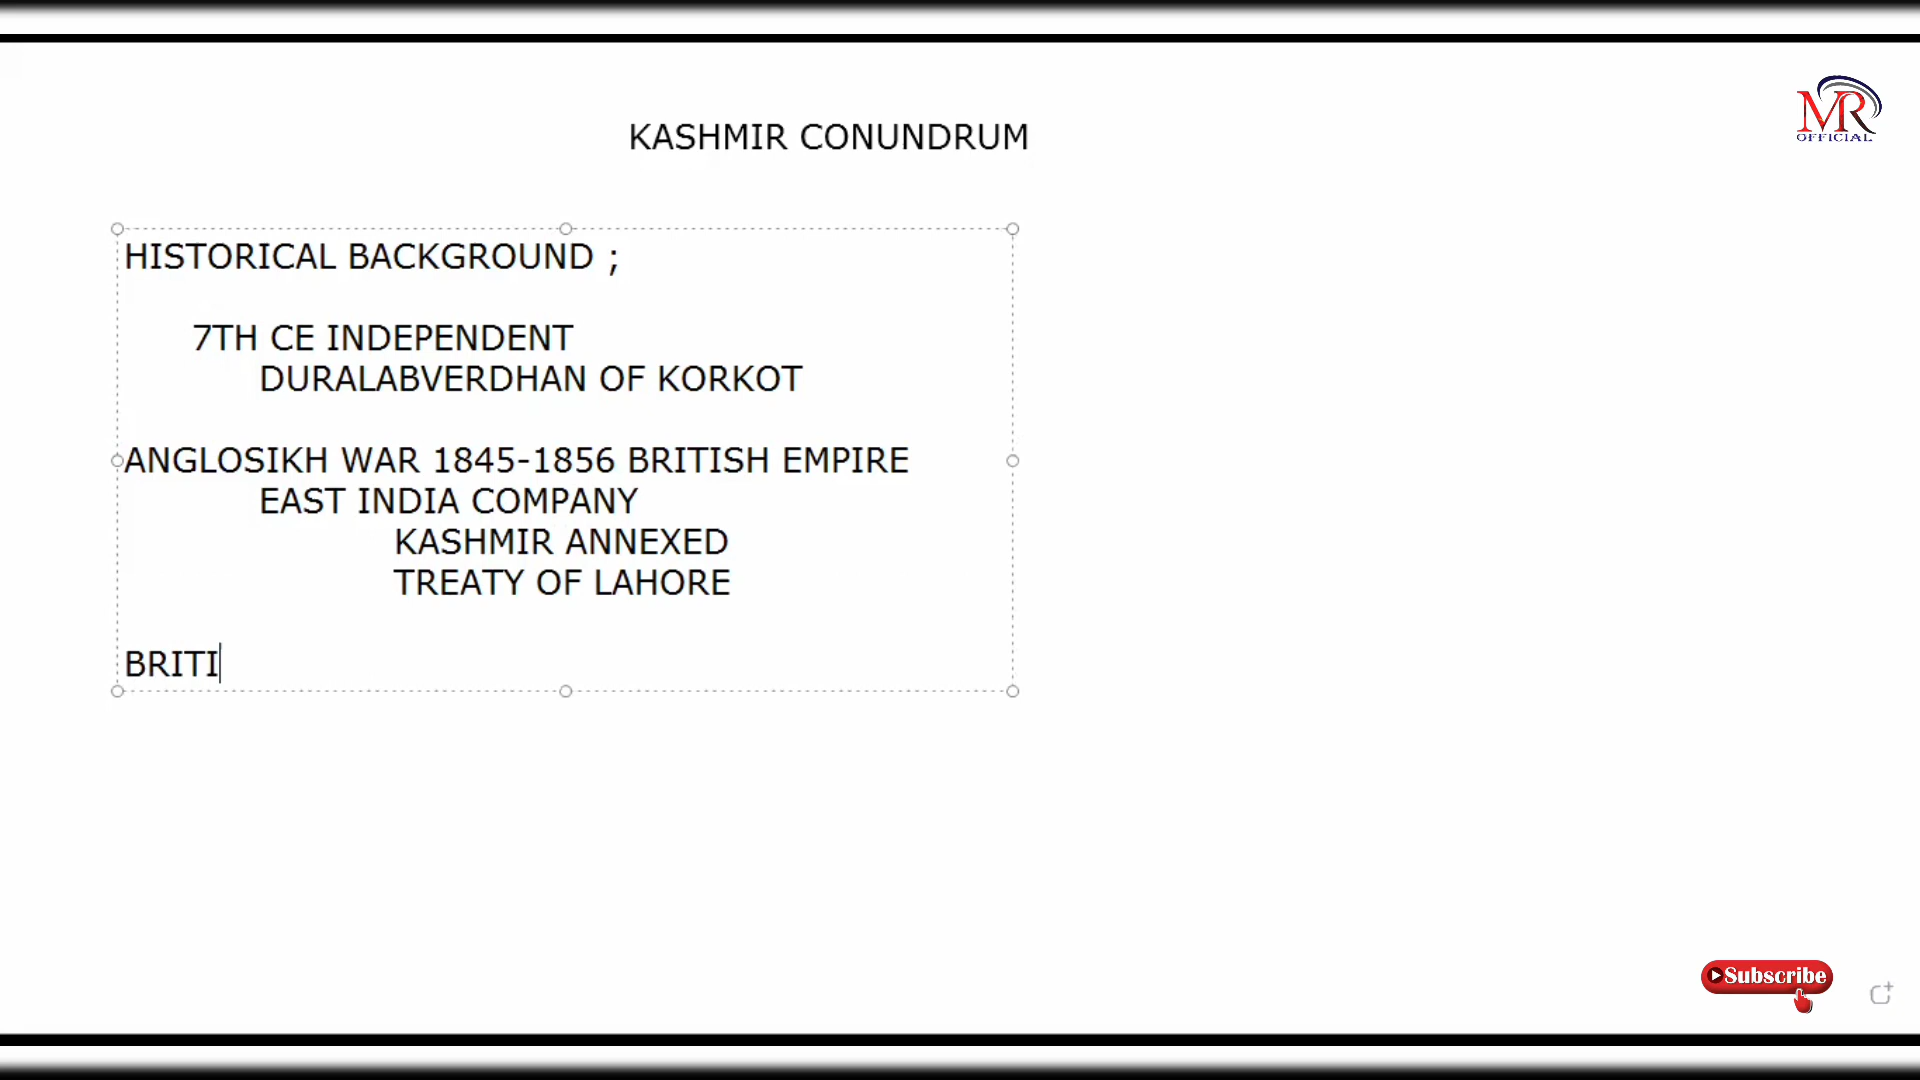 MR
OFFICIAL
KASHMIR CONUNDRUM
HISTORICAL BACKGROUND ;
7TH CE INDEPENDENT
DURALABVERDHAN OF KORKOT
ANGLOSIKH WAR 1845-1856 BRITISH EMPIRE
EAST INDIA COMPANY
KASHMIR ANNEXED
TREATY OF LAHORE
BRITI
Subscribe